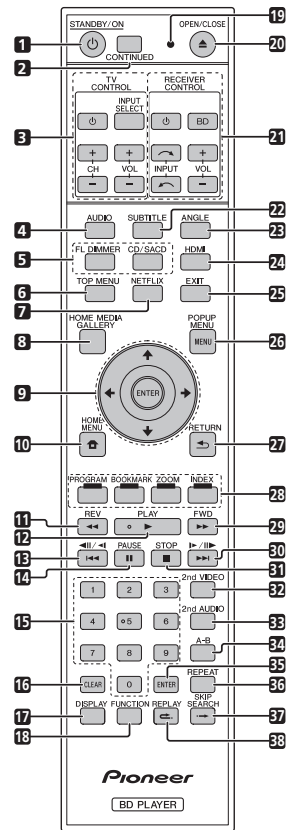 STANDBY/ON
OPEN/CLOSE
19
1
20
CONTINUED
2
TV
CONTROL
RECEIVER
CONTROL
INPUT
SELECT
BD
3
21
+ + + 
CH VOL INPUT VOL
− − −
22
AUDIO SUBTITLE ANGLE
4
23
FL DIMMER CD/SACD HDMI
5
24
TOP MENU NETFLIX EXIT
6
25
7
HOME MEDIA
GALLERY
POPUP
MENU
8
MENU
26
9
ENTER
HOME
MENU
RETURN
10
27
PROGRAM BOOKMARK ZOOM INDEX
28
REV PLAY FWD
11
29
12
PAUSE STOP
13
30
14
31
2nd VIDEO
1 2 3
32
15
2nd AUDIO
4 5 6
33
A-B
7 8 9
34
35
REPEAT
16
CLEAR 0 ENTER
36
SKIP
SEARCH
DISPLAY FUNCTION REPLAY
17
37
18
38
Pioneer
BD PLAYER